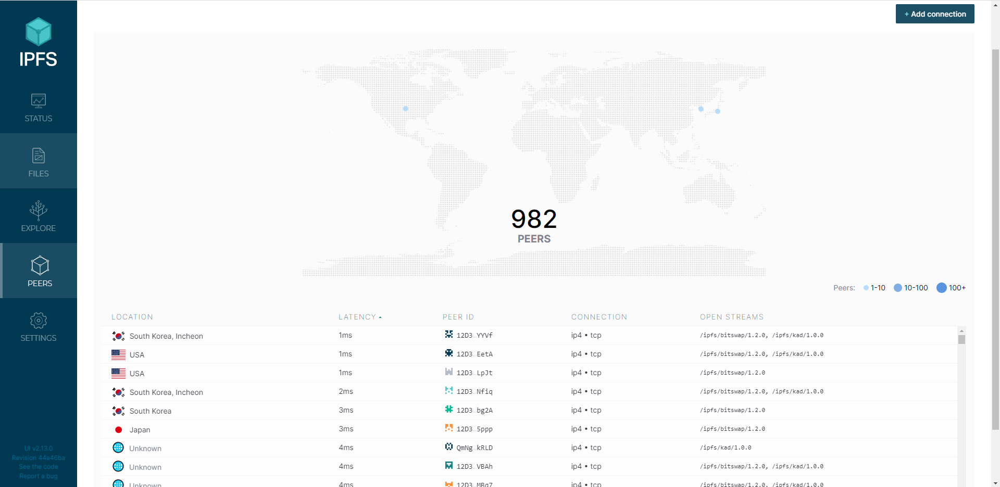 + Add connection
IPFS
STATUS
FILES
EXPLORE
PEERS
SETTINGS
UI v2.13.0
Revision 44a46ba
See the code
Report a bug
982
PEERS
Peers: 1-10 10-100 100+
LOCATION LATENCY PEER ID CONNECTION OPEN STREAMS
South Korea, Incheon 1ms 12D3…YYVf ip4 • tcp /ipfs/bitswap/1.2.0, /ipfs/kad/1.0.0
USA 1ms 12D3…EetA ip4 • tcp /ipfs/bitswap/1.2.0, /ipfs/kad/1.0.0
USA 1ms 12D3…LpJt ip4 • tcp /ipfs/bitswap/1.2.0
South Korea, Incheon 2ms 12D3…Nfiq ip4 • tcp /ipfs/bitswap/1.2.0, /ipfs/kad/1.0.0
South Korea 3ms 12D3…bg2A ip4 • tcp /ipfs/bitswap/1.2.0
Japan 3ms 12D3…5ppp ip4 • tcp /ipfs/bitswap/1.2.0
Unknown 4ms QmNg…kRLD ip4 • tcp /ipfs/kad/1.0.0
Unknown 4ms 12D3…VBAh ip4 • tcp /ipfs/bitswap/1.2.0, /ipfs/kad/1.0.0
Unknown 4ms 12D3…MBq7 ip4 • tcp /ipfs/bitswap/1.2.0, /ipfs/kad/1.0.0